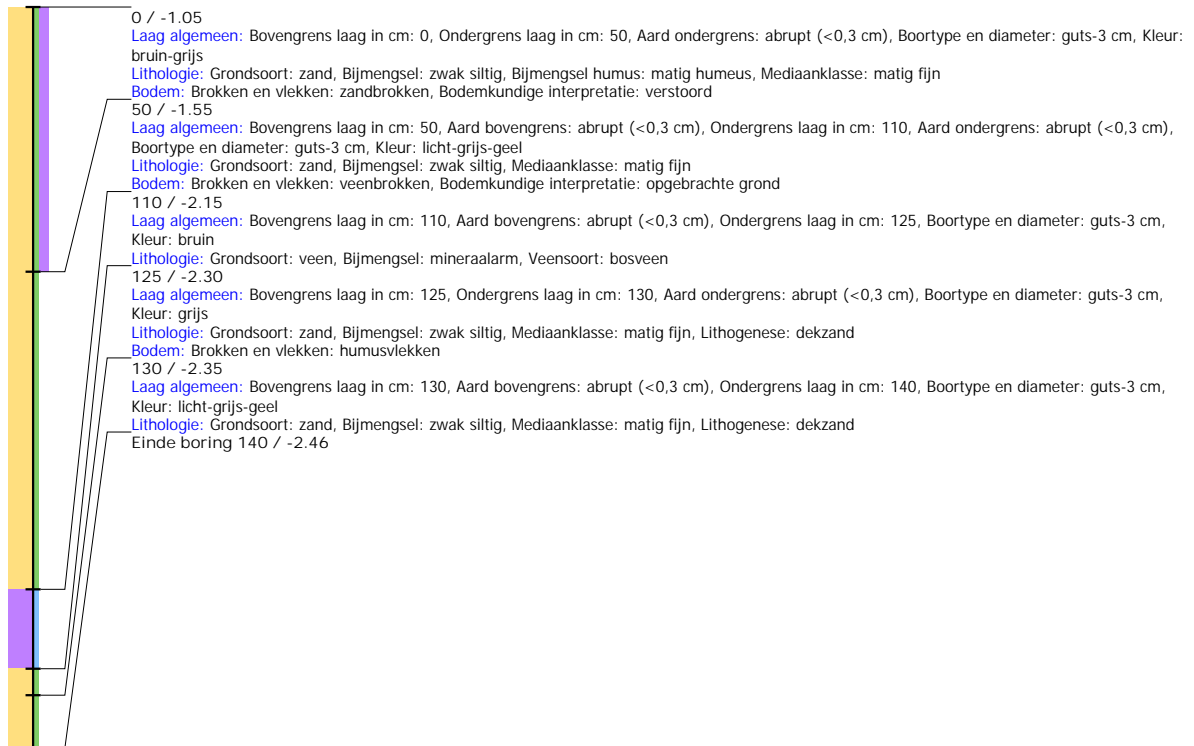 0 / -1.05
Laag algemeen: Bovengrens laag in cm: 0, Ondergrens laag in cm: 50, Aard ondergrens: abrupt (<0,3 cm), Boortype en diameter: guts-3 cm, Kleur:
bruin-grijs
Lithologie: Grondsoort: zand, Bijmengsel: zwak siltig, Bijmengsel humus: matig humeus, Mediaanklasse: matig fijn
Bodem: Brokken en vlekken: zandbrokken, Bodemkundige interpretatie: verstoord
50 / -1.55
Laag algemeen: Bovengrens laag in cm: 50, Aard bovengrens: abrupt (<0,3 cm), Ondergrens laag in cm: 110, Aard ondergrens: abrupt (<0,3 cm),
Boortype en diameter: guts-3 cm, Kleur: licht-grijs-geel
Lithologie: Grondsoort: zand, Bijmengsel: zwak siltig, Mediaanklasse: matig fijn
Bodem: Brokken en vlekken: veenbrokken, Bodemkundige interpretatie: opgebrachte grond
110 / -2.15
Laag algemeen: Bovengrens laag in cm: 110, Aard bovengrens: abrupt (<0,3 cm), Ondergrens laag in cm: 125, Boortype en diameter: guts-3 cm,
Kleur: bruin
Lithologie: Grondsoort: veen, Bijmengsel: mineraalarm, Veensoort: bosveen
125 / -2.30
Laag algemeen: Bovengrens laag in cm: 125, Ondergrens laag in cm: 130, Aard ondergrens: abrupt (<0,3 cm), Boortype en diameter: guts-3 cm,
Kleur: grijs
Lithologie: Grondsoort: zand, Bijmengsel: zwak siltig, Mediaanklasse: matig fijn, Lithogenese: dekzand
Bodem: Brokken en vlekken: humusvlekken
130 / -2.35
Laag algemeen: Bovengrens laag in cm: 130, Aard bovengrens: abrupt (<0,3 cm), Ondergrens laag in cm: 140, Boortype en diameter: guts-3 cm,
Kleur: licht-grijs-geel
Lithologie: Grondsoort: zand, Bijmengsel: zwak siltig, Mediaanklasse: matig fijn, Lithogenese: dekzand
Einde boring 140 / -2.46